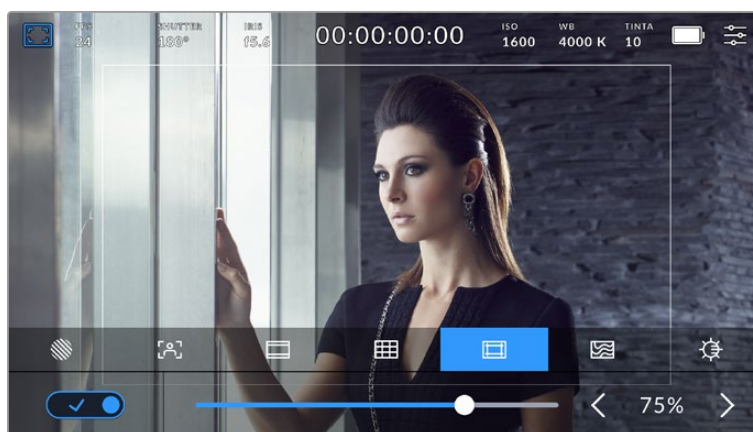 FPS SHUTTER IRIS ISO WB TINTA
24 180° f5.6 00:00:00:00 1600 4000 K 10
75%